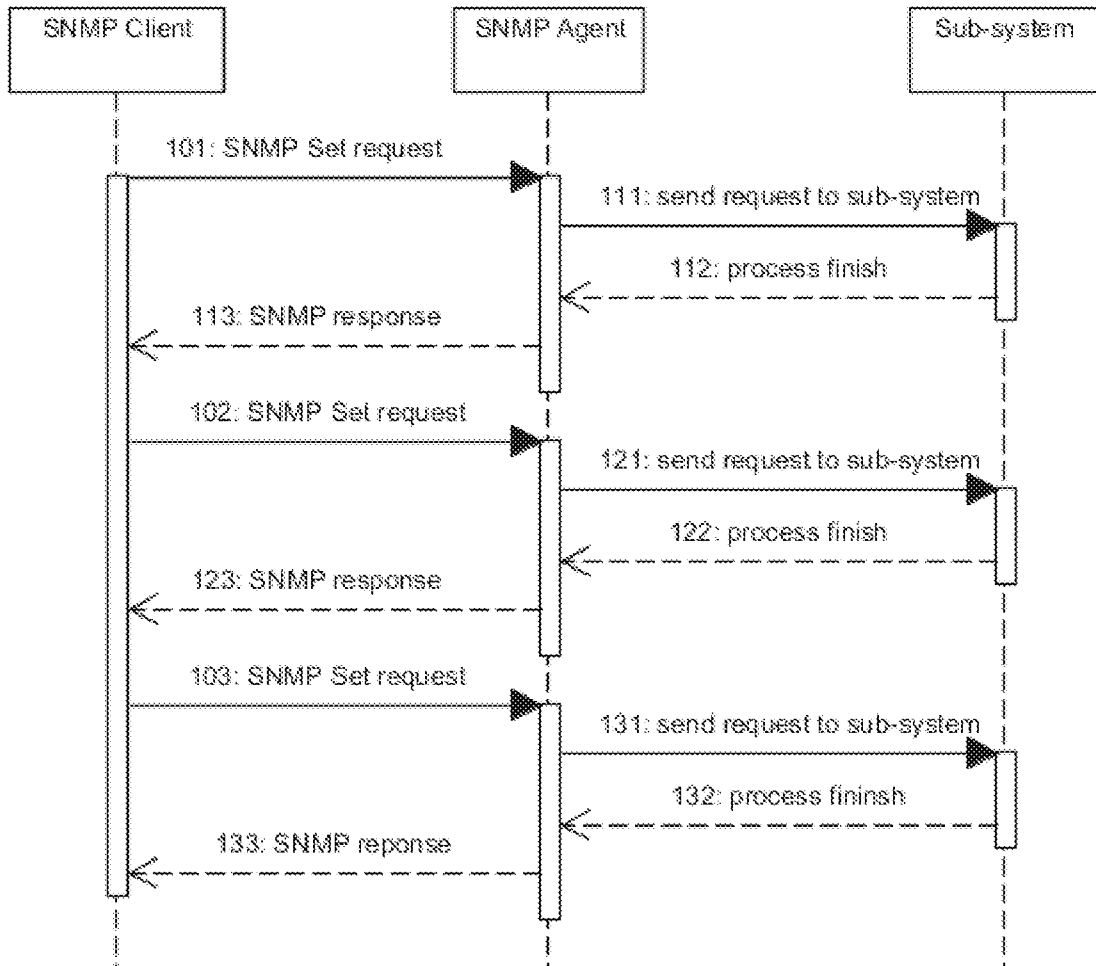 SNMP Client
SNMP Agent
Sub-system
101: SNMP Set request
111: send request to sub-system
112: process finish
113: SNMP response
102: SNMP Set request
121: send request to sub-system
122: process finish
123: SNMP response
103: SNMP Set request
131: send request to sub-system
132: process fininsh
133: SNMP reponse